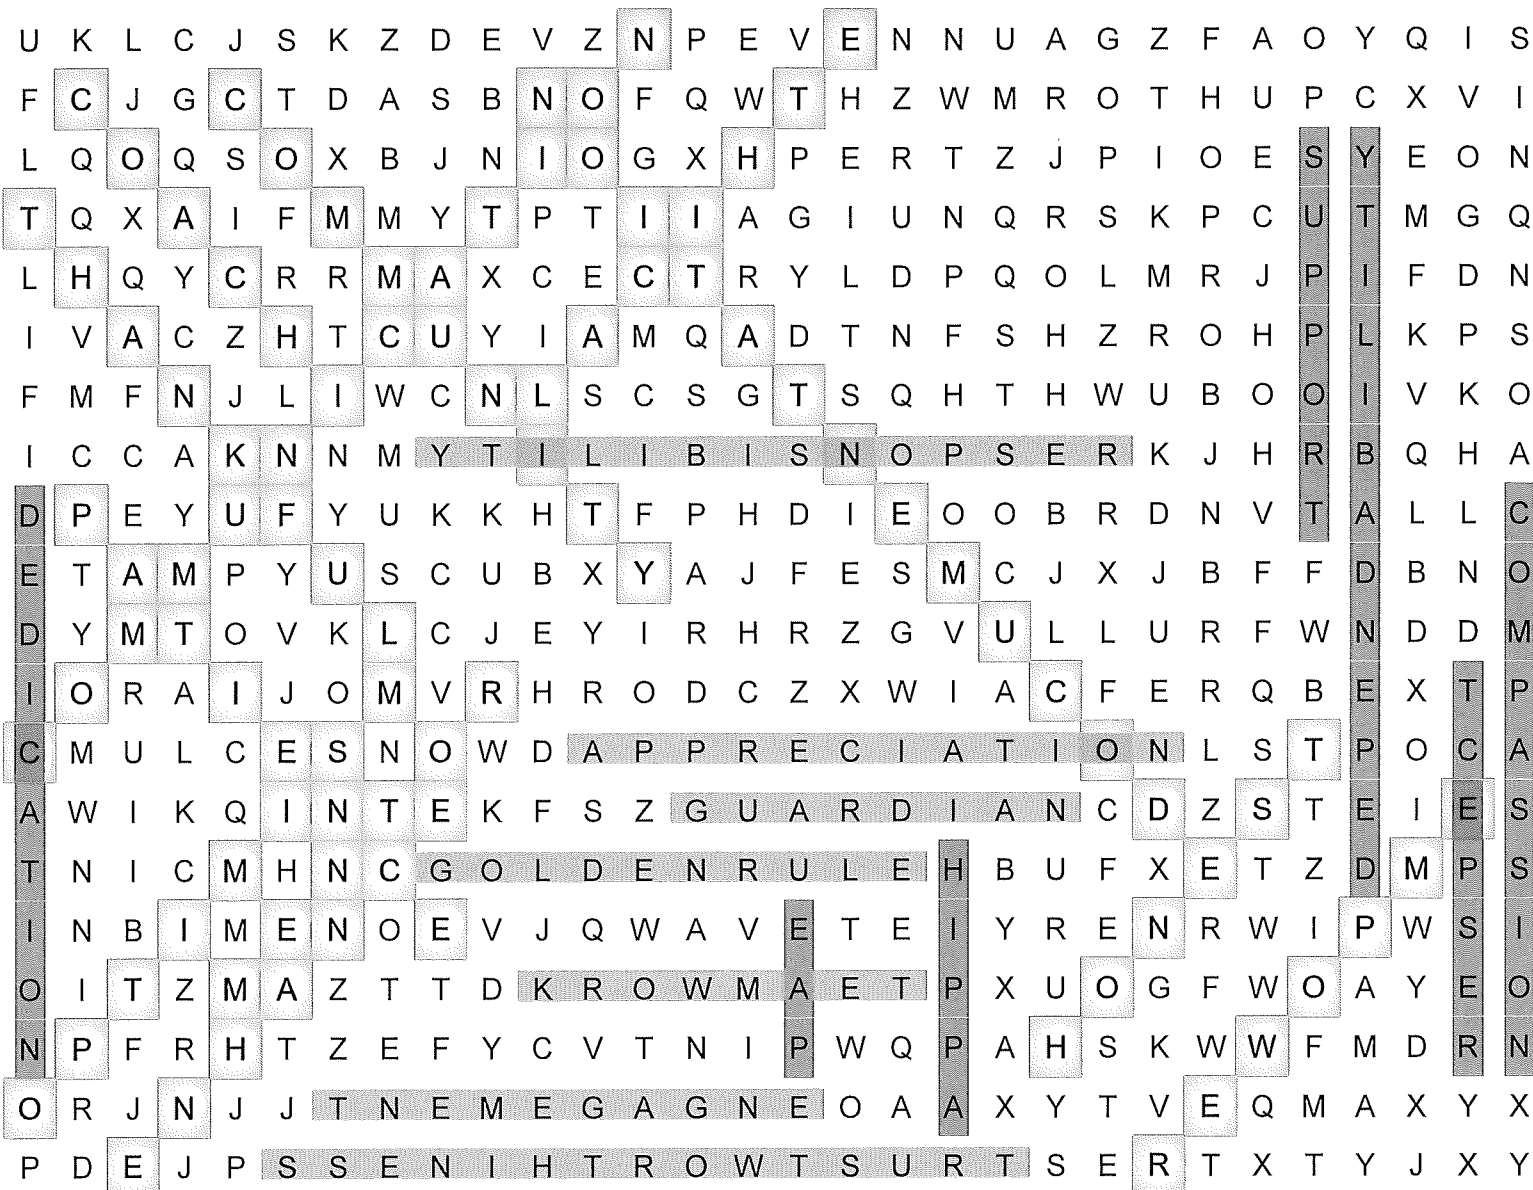 U K L C J S K Z D E V Z N P E V E N N U A G Z F A O Y Q I S
F C J G C T D A S B N O F Q W T H Z W M R O T H U P C X V I
L Q O Q S O X B J N I O G X H P E R T Z J P I O E S Y E O N
T Q X A I F M M Y T P T I I A G I U N Q R S K P C U T M G Q
L H Q Y C R R M A X C E C T R Y L D P Q O L M R J P I F D N
I V A C Z H T C U Y I A M Q A D T N F S H Z R O H P L K P S
F M F N J L I W C N L S C S G T S Q H T H W U B O O I V K O
I C C A K N N M Y T I L I B I S N O P S E R K J H R B Q H A
D P E Y U F Y U K K H T F P H D I E O O B R D N V T A L L C
E T A M P Y U S C U B X Y A J F E S M C J X J B F F D B N O
D Y M T O V K L C J E Y I R H R Z G V U L L U R F W N D D M
I O R A I J O M V R H R O D C Z X W I A C F E R Q B E X T P
C M U L C E S N O W D A P P R E C I A T I O N L S T P O C A
A W I K Q I N T E K F S Z G U A R D I A N C D Z S T E I E S
T N I C M H N C G O L D E N R U L E H B U F X E T Z D M P S
I N B I M E N O E V J Q W A V E T E I Y R E N R W I P W S I
O I T Z M A Z T T D K R O W M A E T P X U O G F W O A Y E O
N P F R H T Z E F Y C V T N I P W Q P A H S K W W F M D R N
O R J N J J T N E M E G A G N E O A A X Y T V E Q M A X Y X
P D E J P S S E N I H T R O W T S U R T S E R T X T Y J X Y